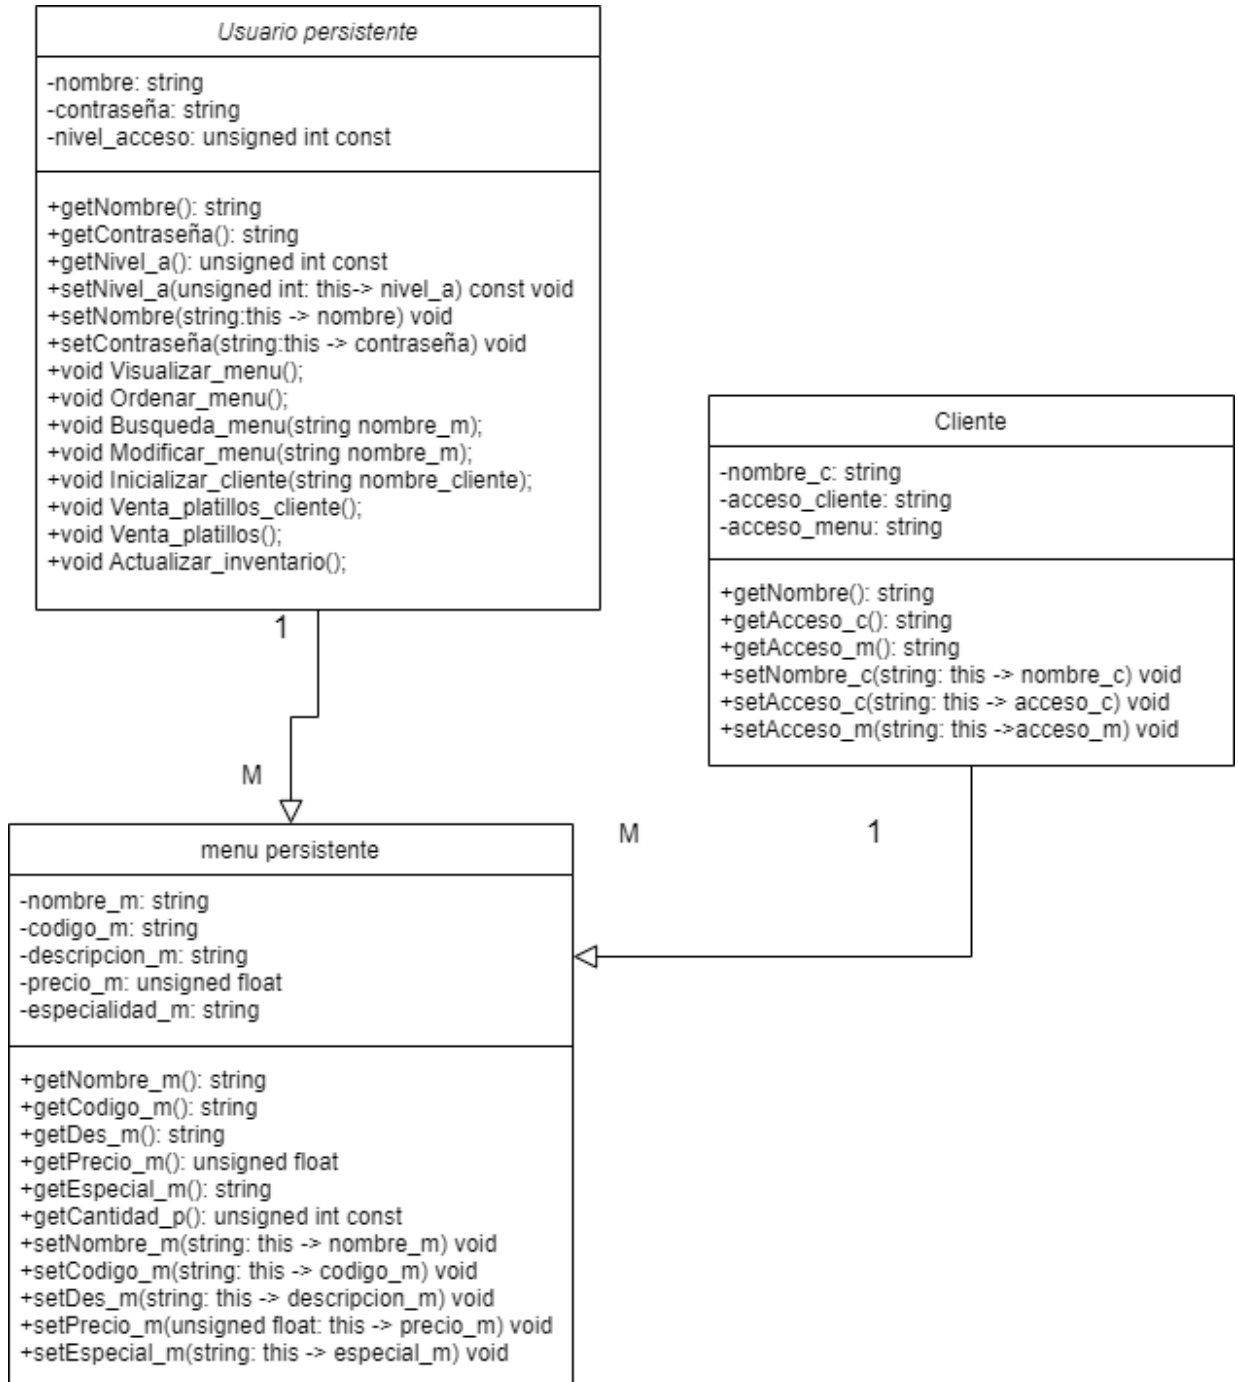 Usuario persistente
-nombre: string
-contraseña: string
-nivel_acceso: unsigned int const
+getNombre(): string
+getContraseña(): string
+getNivel_a(): unsigned int const
+setNivel_a(unsigned int: this-> nivel_a) const void
+setNombre(string:this -> nombre) void
+setContraseña(string:this -> contraseña) void
+void Visualizar_menu();
+void Ordenar_menu();
+void Busqueda_menu(string nombre_m);
+void Modificar_menu(string nombre_m);
+void Inicializar_cliente(string nombre_cliente);
+void Venta_platillos_cliente();
+void Venta_platillos();
+void Actualizar_inventario();
1
M
Cliente
-nombre_c: string
-acceso_cliente: string
-acceso_menu: string
+getNombre(): string
+getAcceso_c(): string
+getAcceso_m(): string
+setNombre_c(string: this -> nombre_c) void
+setAcceso_c(string: this -> acceso_c) void
+setAcceso_m(string: this ->acceso_m) void
M
1
menu persistente
-nombre_m: string
-codigo_m: string
-descripcion_m: string
-precio_m: unsigned float
-especialidad_m: string
+getNombre_m(): string
+getCodigo_m(): string
+getDes_m(): string
+getPrecio_m(): unsigned float
+getEspecial_m(): string
+getCantidad_p(): unsigned int const
+setNombre_m(string: this -> nombre_m) void
+setCodigo_m(string: this -> codigo_m) void
+setDes_m(string: this -> descripcion_m) void
+setPrecio_m(unsigned float: this -> precio_m) void
+setEspecial_m(string: this -> especial_m) void